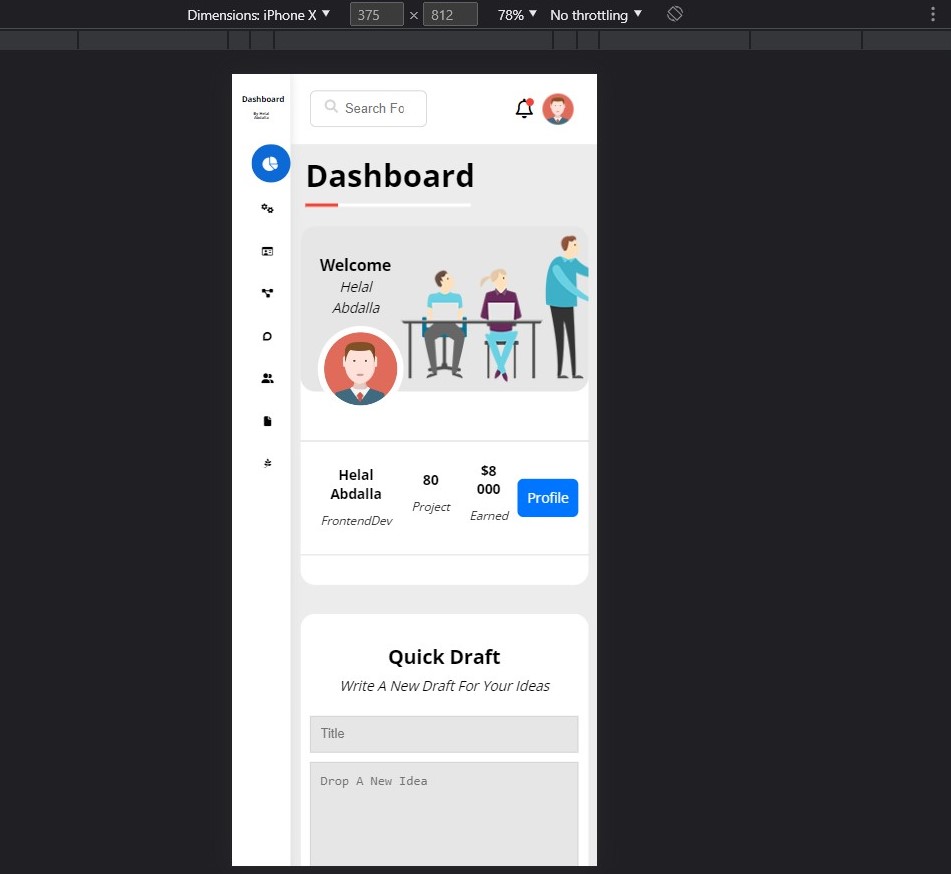 Dimensions: iPhone X ▼ 375 × 812 78% ▼ No throttling ▼
Dashboard
By Helal
Abdalla
Search Fo
Dashboard
Welcome
Helal
Abdalla
Helal
Abdalla
FrontendDev
80
Project
$8
000
Earned
Profile
Quick Draft
Write A New Draft For Your Ideas
Title
Drop A New Idea